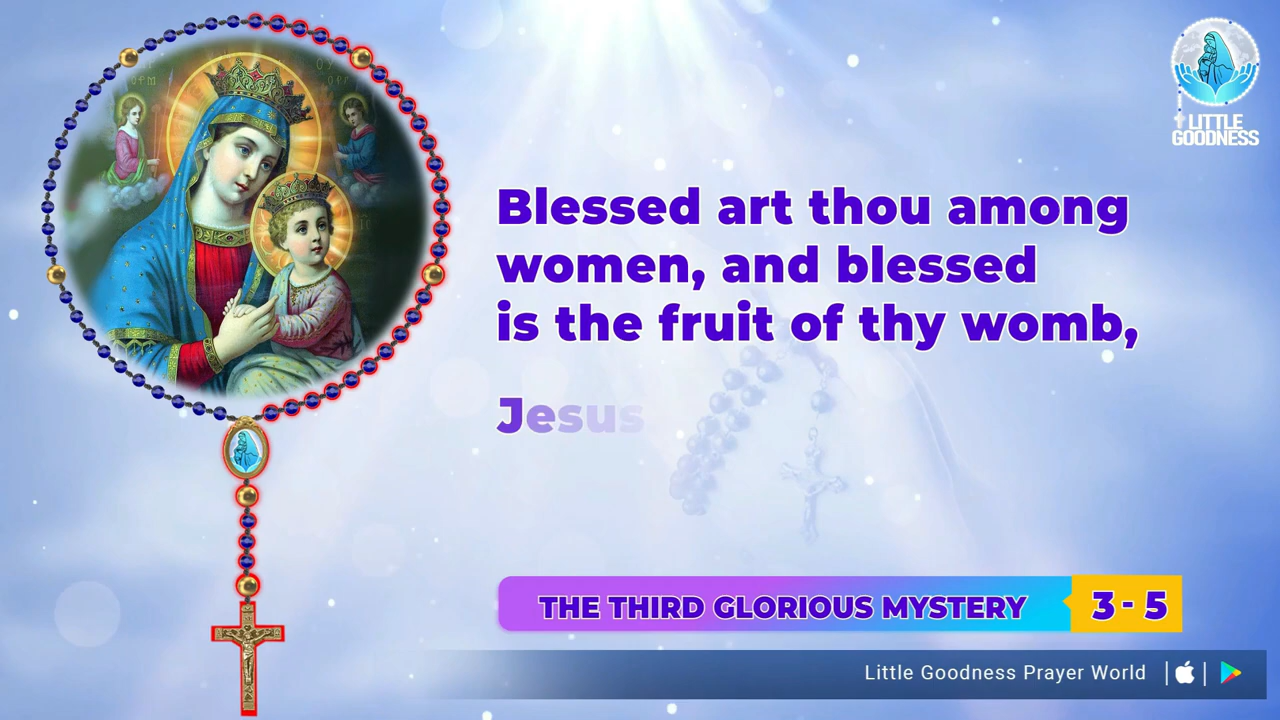 LITTLE
GOODNESS
Blessed art thou among
women, and blessed
is the fruit of thy womb,
Jesus
THE THIRD GLORIOUS MYSTERY
3 - 5
Little Goodness Prayer World